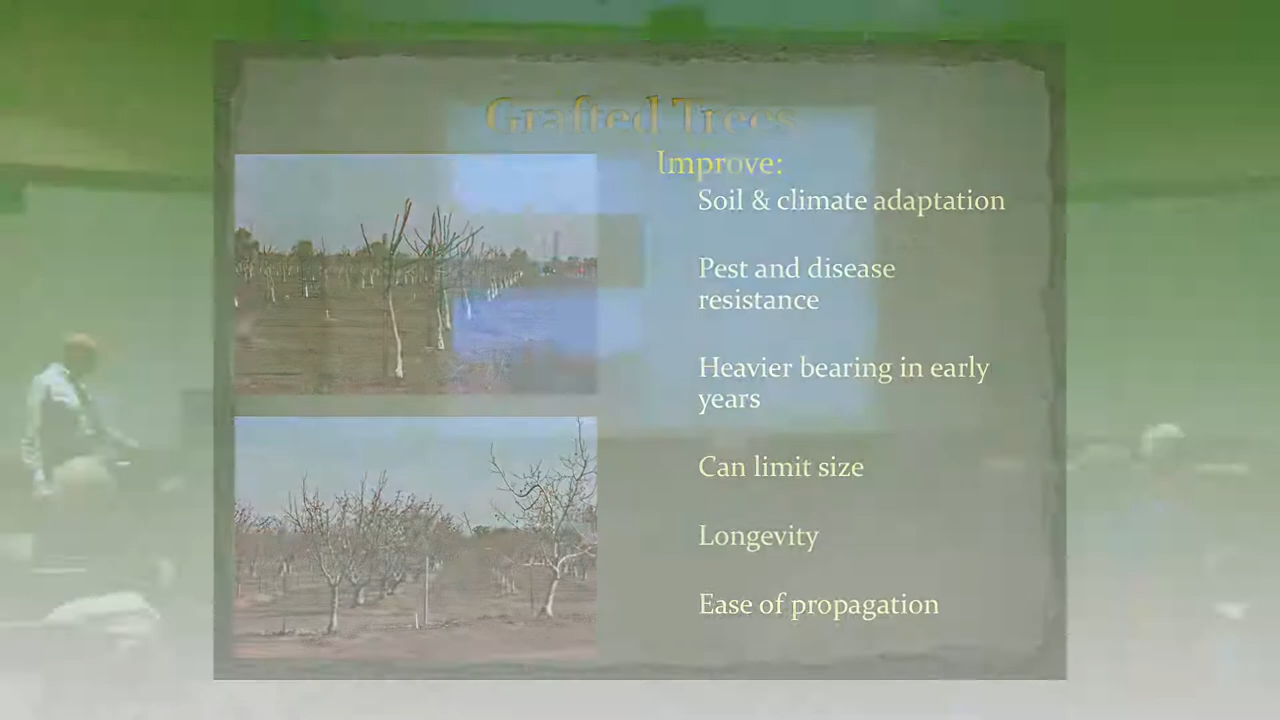 Grafted Trees
Improve:
Soil & climate adaptation
Pest and disease
resistance
Heavier bearing in early
years
Can limit size
Longevity
Ease of propagation